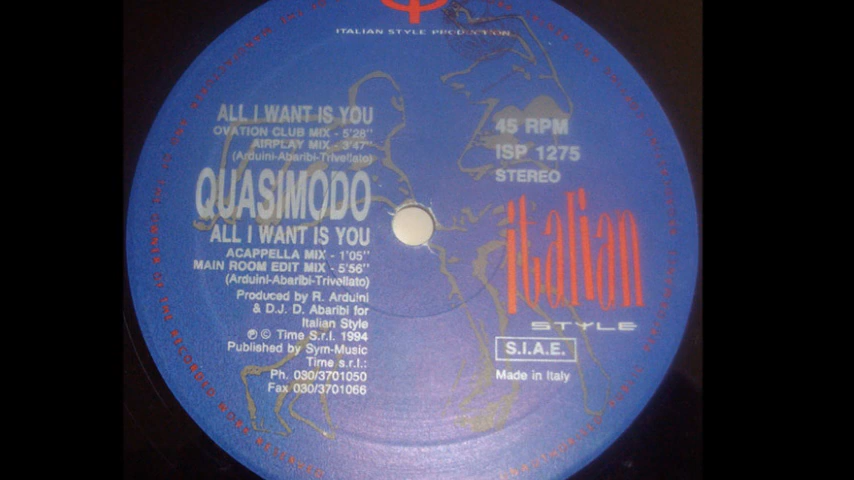 ITALIAN STYLE PRODUCTION
ALL I WANT IS YOU
OVATION CLUB MIX - 5'28"
AIRPLAY MIX - 3'47"
(Arduini-Abaribi-Trivellato)
QUASIMODO
ALL I WANT IS YOU
ACAPPELLA MIX - 1'05"
MAIN ROOM EDIT MIX - 5'56"
(Arduini-Abaribi-Trivellato)
Produced by R. Arduini
& D.J. D. Abaribi for
Italian Style
℗ © Time S.r.l. 1994
Published by Sym-Music
Time s.r.l.:
Ph. 030/3701050
Fax 030/3701066
45 RPM
ISP 1275
STEREO
italian
STYLE
S.I.A.E.
Made in Italy